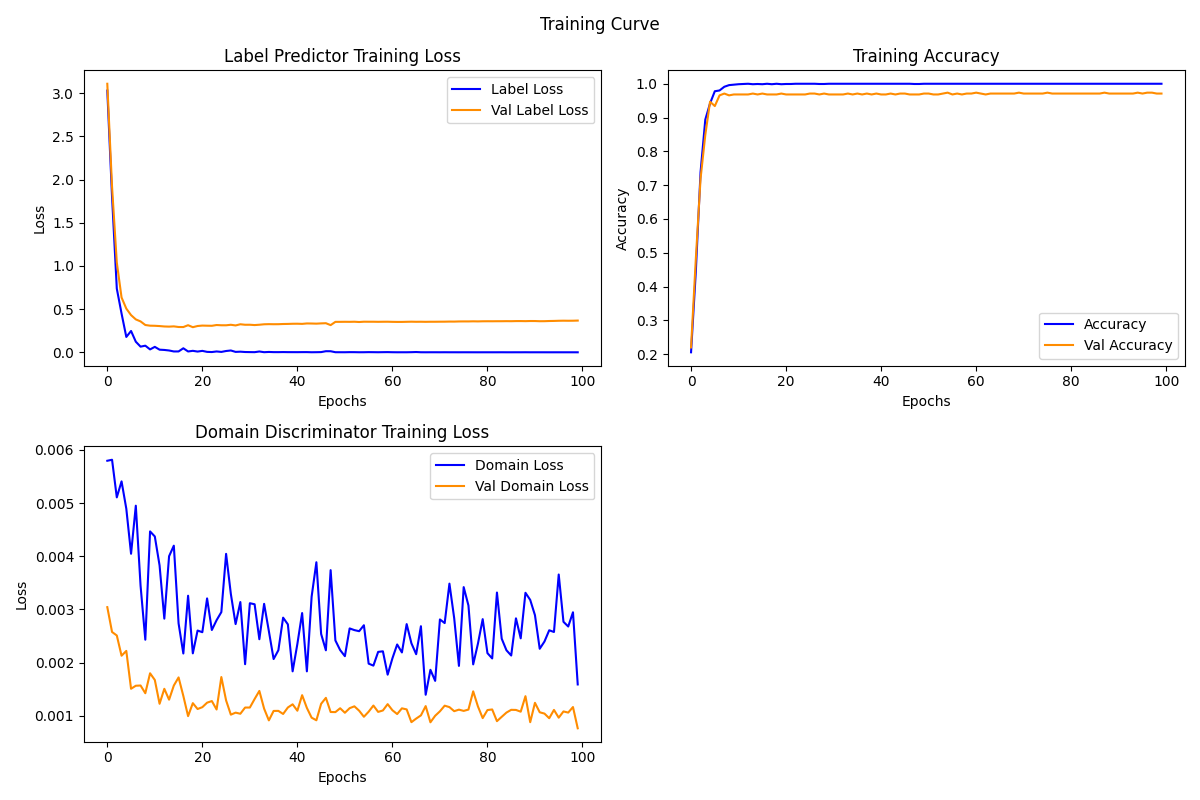 Training Curve
Label Predictor Training Loss
Loss
3.0
2.5
2.0
1.5
1.0
0.5
0.0
Label Loss
Val Label Loss
0 20 40 60 80 100
Epochs
Training Accuracy
Accuracy
1.0
0.9
0.8
0.7
0.6
0.5
0.4
0.3
0.2
Accuracy
Val Accuracy
0 20 40 60 80 100
Epochs
Domain Discriminator Training Loss
Loss
0.006
0.005
0.004
0.003
0.002
0.001
Domain Loss
Val Domain Loss
0 20 40 60 80 100
Epochs